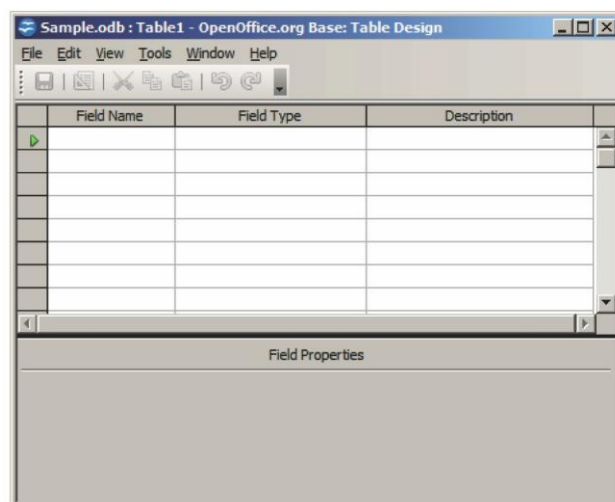 Sample.odb : Table1 - OpenOffice.org Base: Table Design
File Edit View Tools Window Help
Field Name Field Type Description
Field Properties